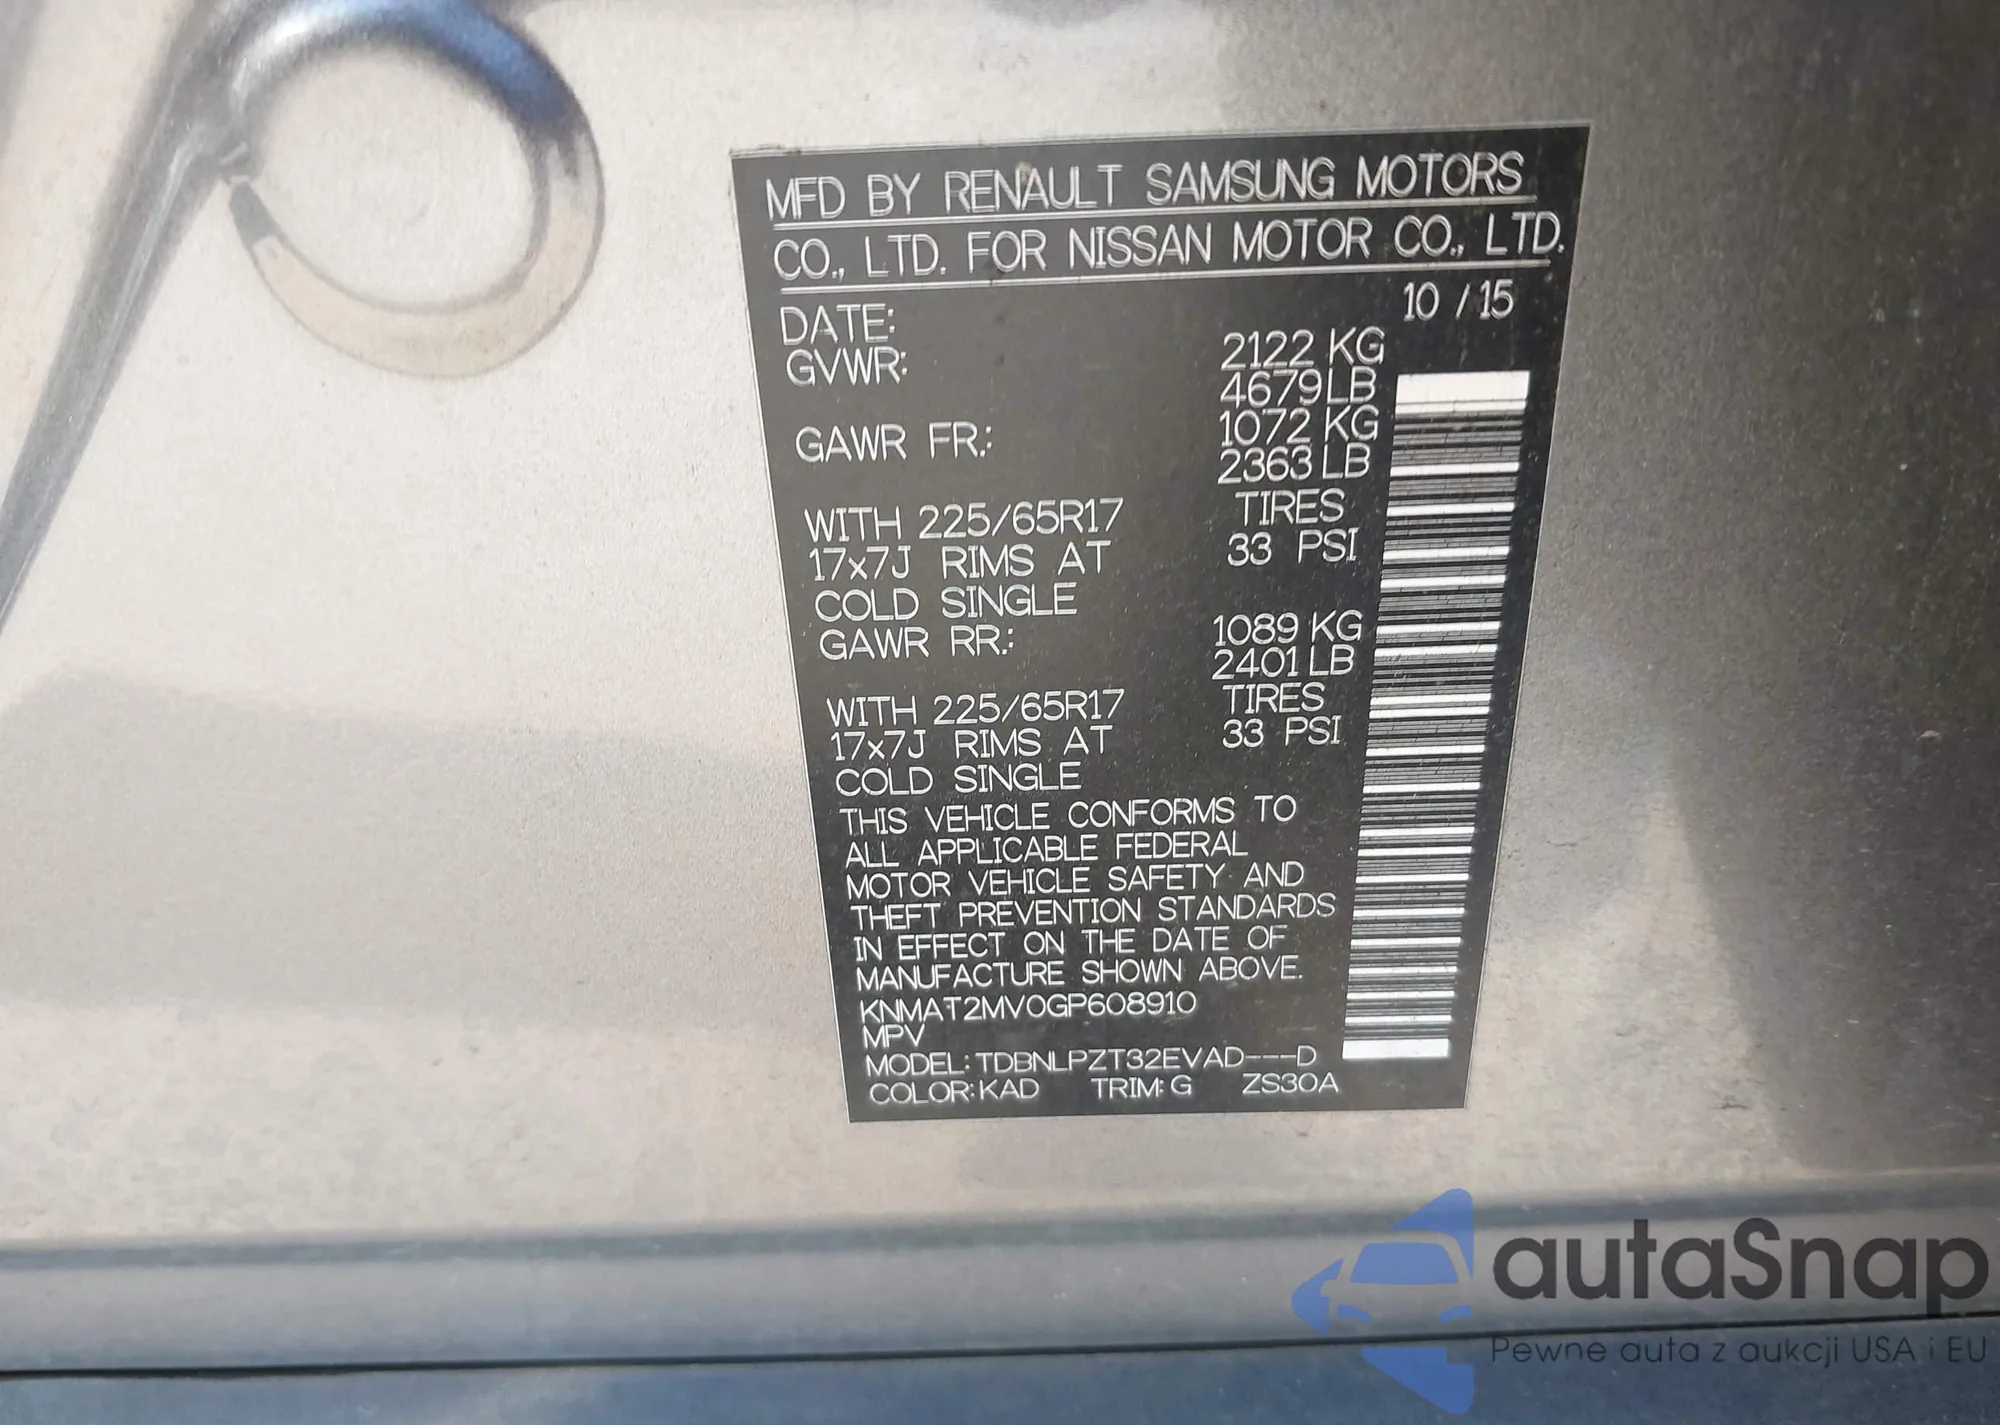 MFD BY RENAULT SAMSUNG MOTORS
CO., LTD. FOR NISSAN MOTOR CO., LTD.
DATE: 10 / 15
GVWR: 2122 KG
4679 LB
GAWR FR.: 1072 KG
2363 LB
WITH 225/65R17 TIRES
17x7J RIMS AT 33 PSI
COLD SINGLE
GAWR RR.: 1089 KG
2401 LB
WITH 225/65R17 TIRES
17x7J RIMS AT 33 PSI
COLD SINGLE
THIS VEHICLE CONFORMS TO
ALL APPLICABLE FEDERAL
MOTOR VEHICLE SAFETY AND
THEFT PREVENTION STANDARDS
IN EFFECT ON THE DATE OF
MANUFACTURE SHOWN ABOVE.
KNMAT2MV0GP608910
MPV
MODEL: TDBNLPZT32EVAD---D
COLOR: KAD TRIM: G ZS30A
autaSnap
Pewne auta z aukcji USA i EU